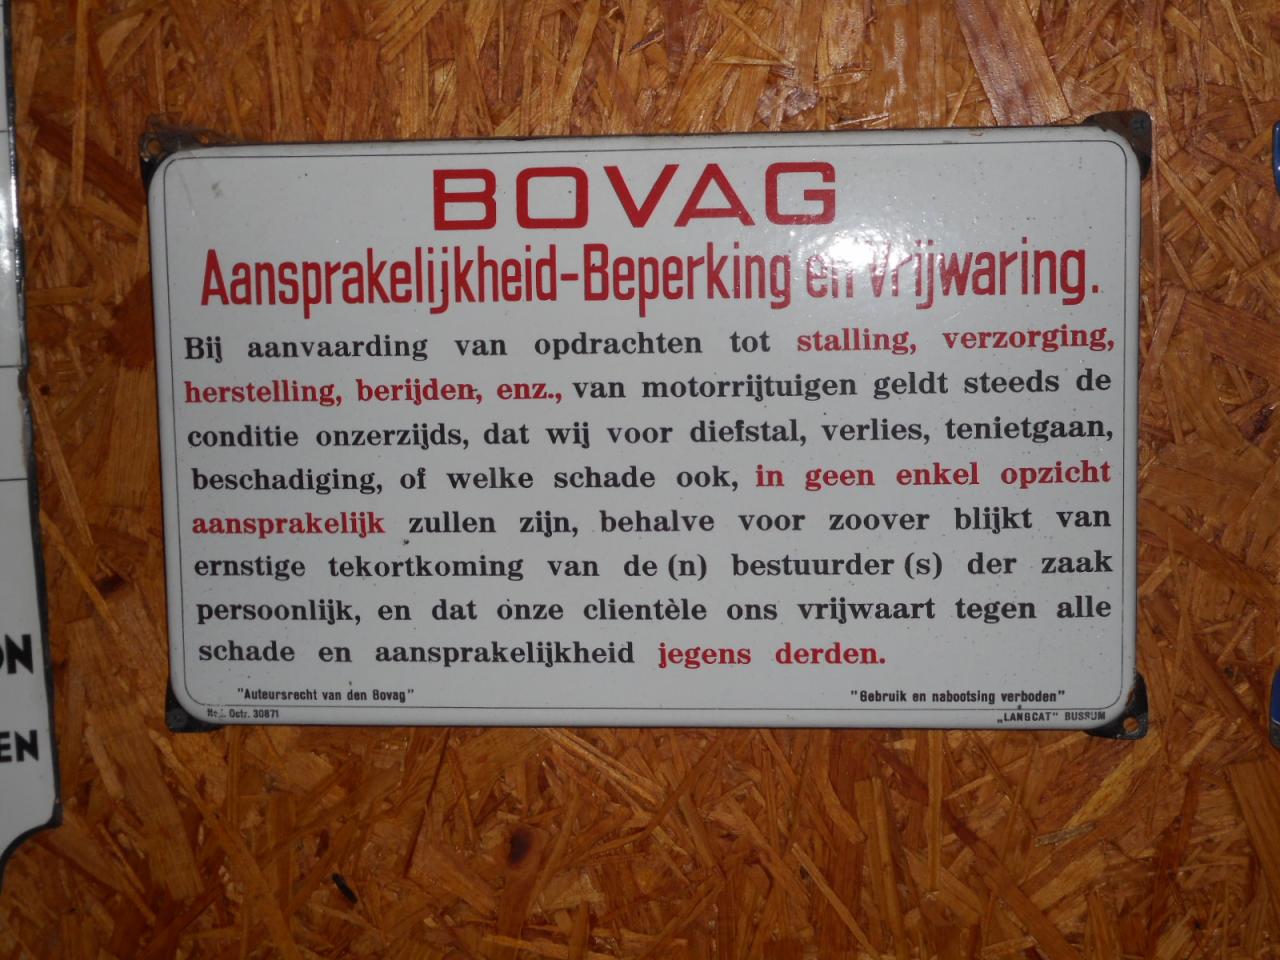 BOVAG
Aansprakelijkheid-Beperking en Vrijwaring.
Bij aanvaarding van opdrachten tot stalling, verzorging,
herstelling, berijden, enz., van motorrijtuigen geldt steeds de
conditie onzerzijds, dat wij voor diefstal, verlies, tenietgaan,
beschadiging, of welke schade ook, in geen enkel opzicht
aansprakelijk zullen zijn, behalve voor zoover blijkt van
ernstige tekortkoming van de (n) bestuurder (s) der zaak
persoonlijk, en dat onze clientèle ons vrijwaart tegen alle
schade en aansprakelijkheid jegens derden.
"Auteursrecht van den Bovag" "Gebruik en nabootsing verboden"
Octr. 30871 „LANGCAT" BUSSUM
ON
EN